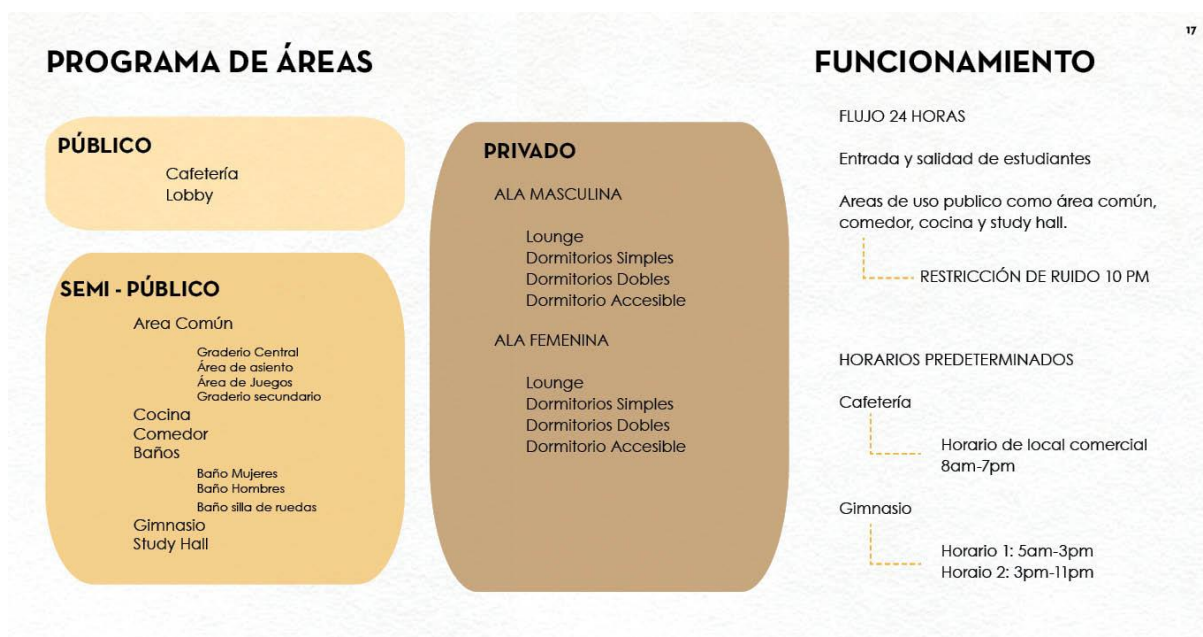 17
PROGRAMA DE ÁREAS
PÚBLICO
Cafetería
Lobby
SEMI - PÚBLICO
Area Común
Graderio Central
Área de asiento
Área de Juegos
Graderio secundario
Cocina
Comedor
Baños
Baño Mujeres
Baño Hombres
Baño silla de ruedas
Gimnasio
Study Hall
PRIVADO
ALA MASCULINA
Lounge
Dormitorios Simples
Dormitorios Dobles
Dormitorio Accesible
ALA FEMENINA
Lounge
Dormitorios Simples
Dormitorios Dobles
Dormitorio Accesible
FUNCIONAMIENTO
FLUJO 24 HORAS
Entrada y salidad de estudiantes
Areas de uso publico como área común,
comedor, cocina y study hall.
RESTRICCIÓN DE RUIDO 10 PM
HORARIOS PREDETERMINADOS
Cafetería
Horario de local comercial
8am-7pm
Gimnasio
Horario 1: 5am-3pm
Horaio 2: 3pm-11pm